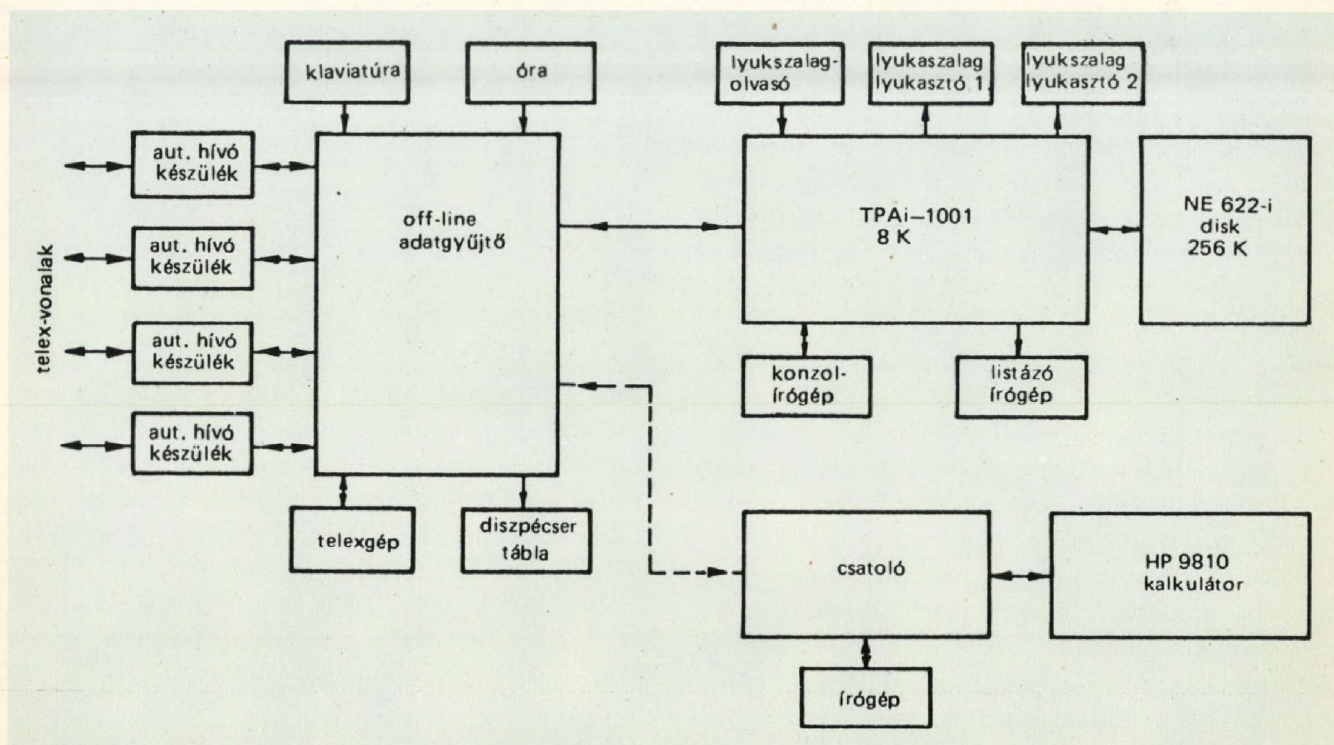 klaviatúra
óra
lyukszalag-
olvasó
lyukaszalag
lyukasztó 1.
lyukszalag
lyukasztó 2
telex-vonalak
aut. hívó
készülék
aut. hívó
készülék
aut. hívó
készülék
aut. hívó
készülék
off-line
adatgyűjtő
TPAi–1001
8 K
NE 622-i
disk
256 K
konzol-
írógép
listázó
írógép
telexgép
diszpécser
tábla
csatoló
HP 9810
kalkulátor
írógép